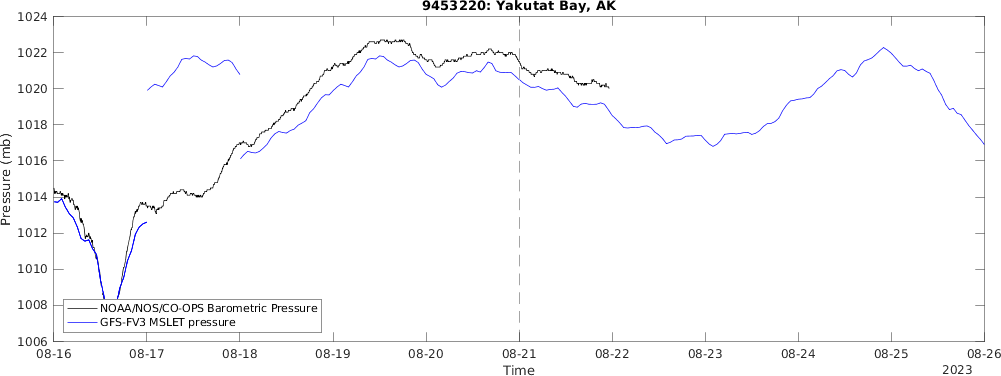 9453220: Yakutat Bay, AK
Pressure (mb)
1024
1022
1020
1018
1016
1014
1012
1010
1008
1006
NOAA/NOS/CO-OPS Barometric Pressure
GFS-FV3 MSLET pressure
08-16 08-17 08-18 08-19 08-20 08-21 08-22 08-23 08-24 08-25 08-26
Time
2023